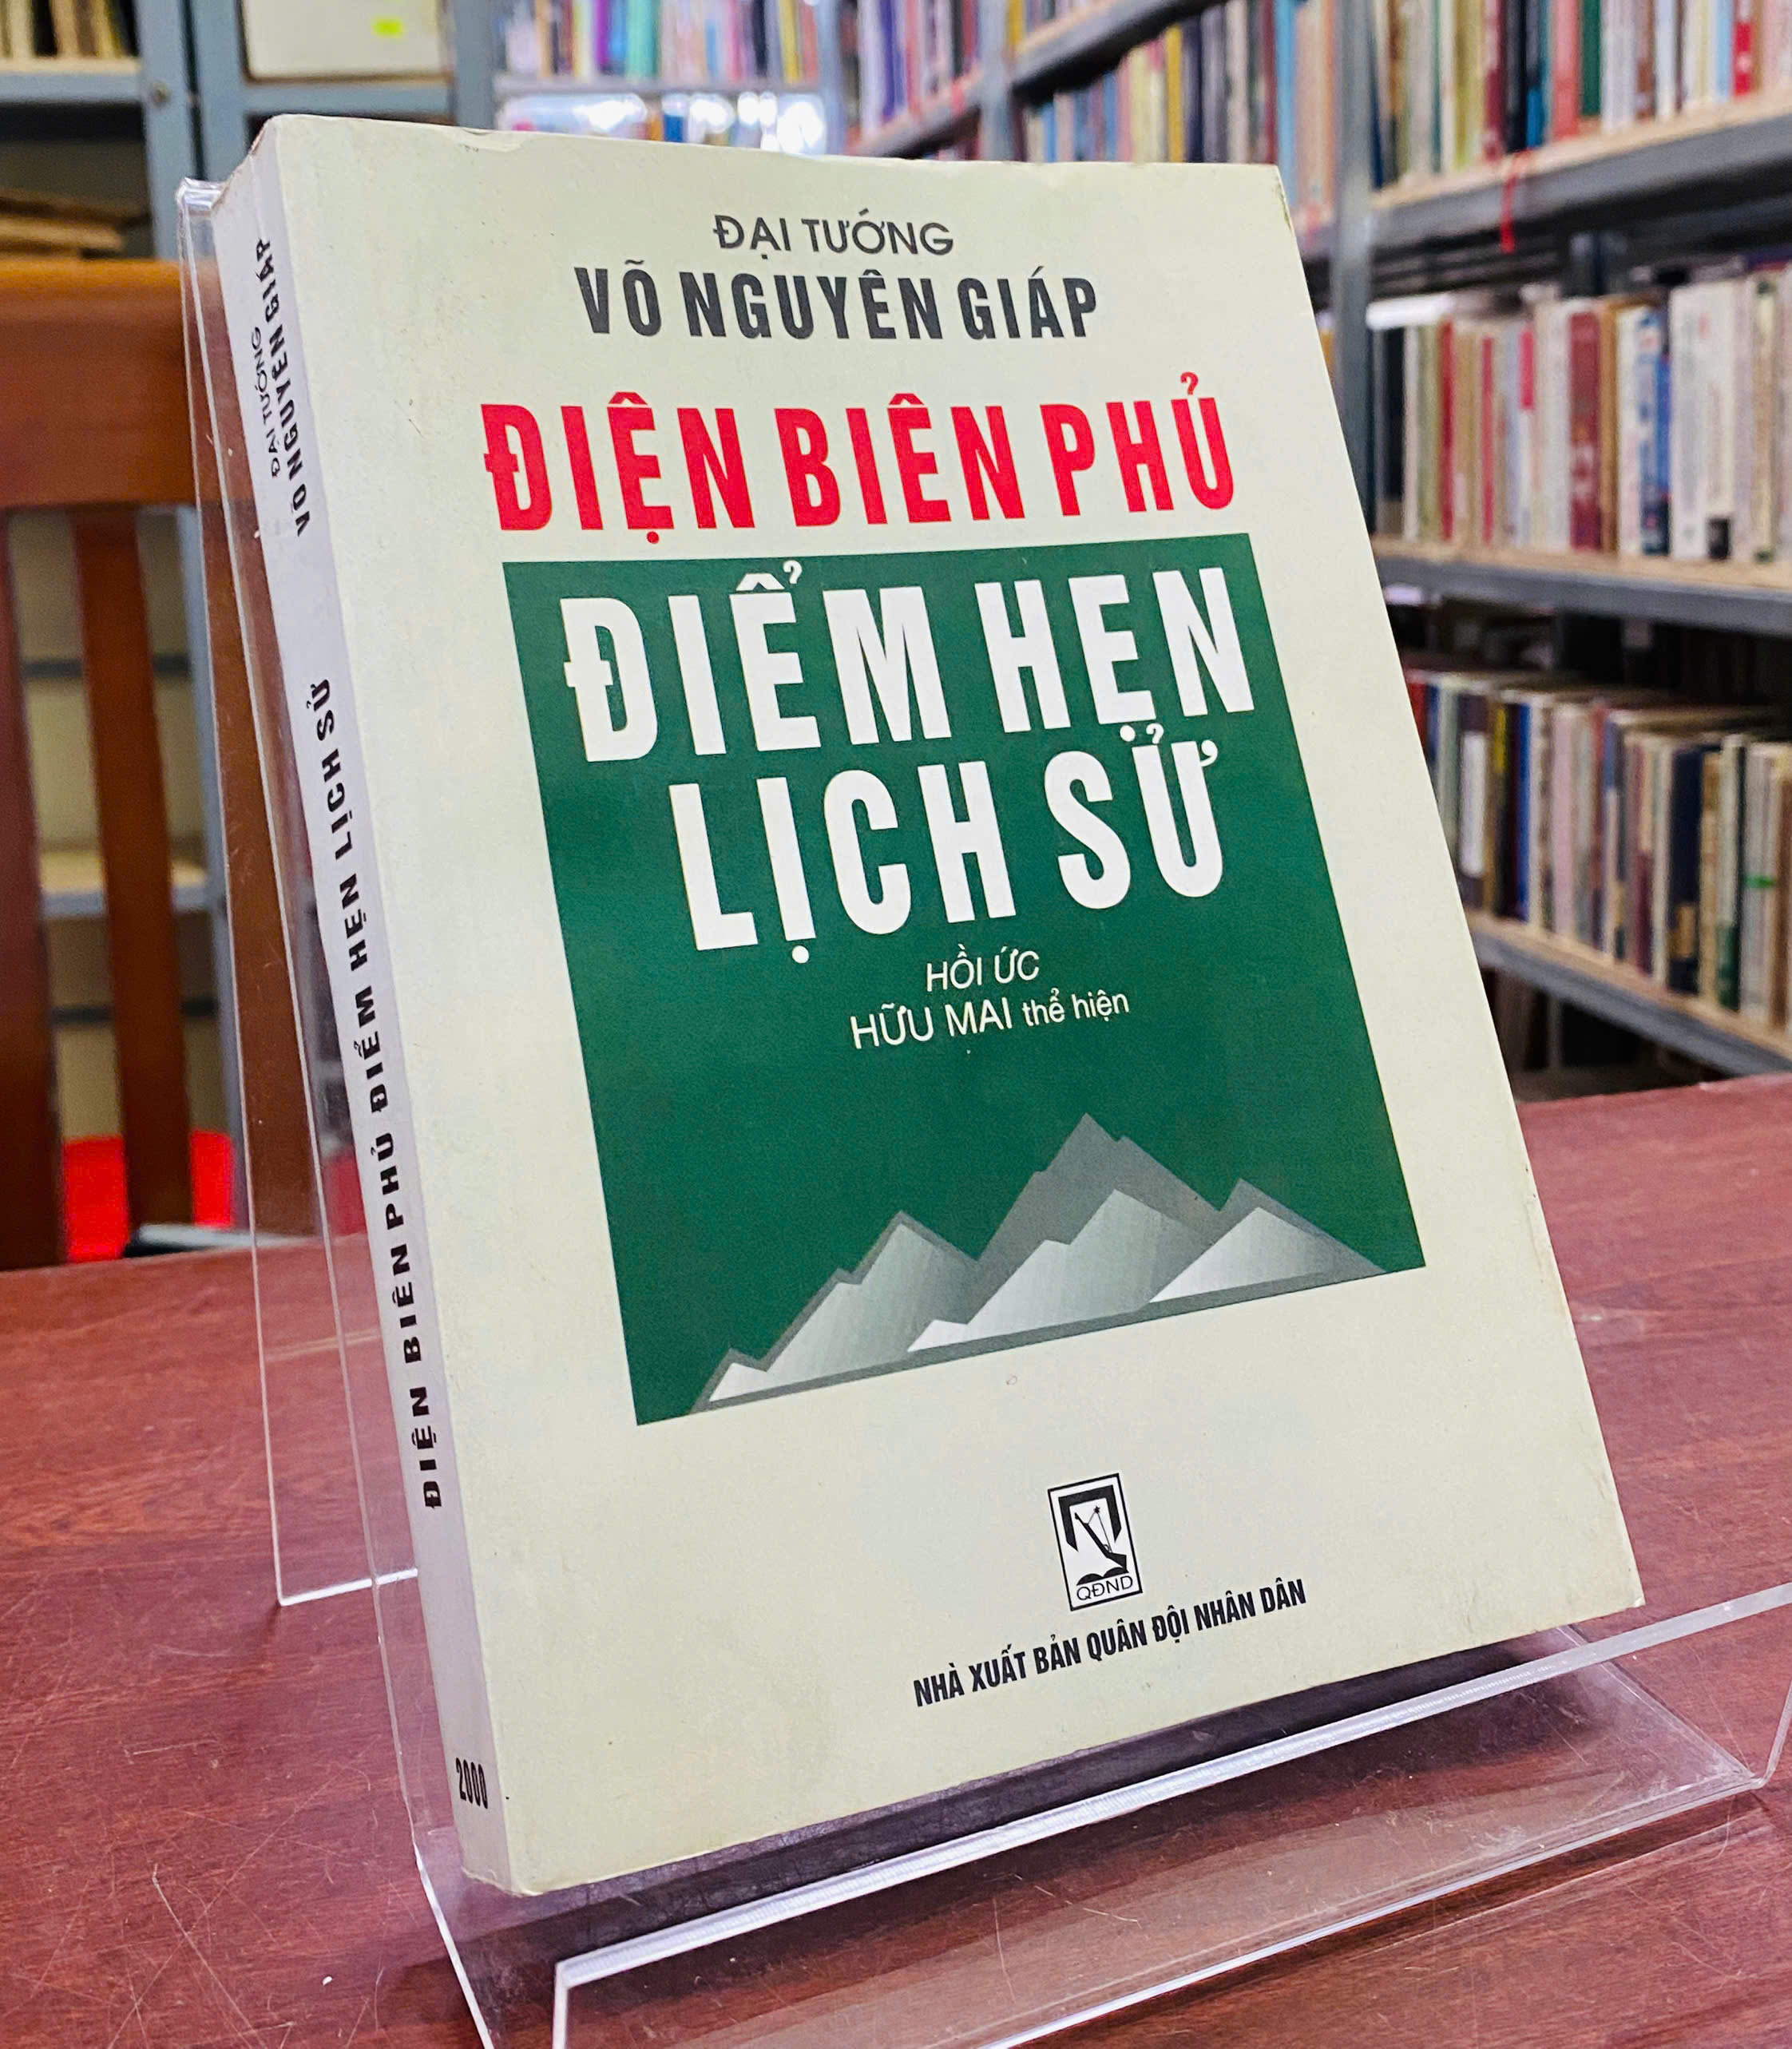 ĐẠI TƯỚNG
VÕ NGUYÊN GIÁP
ĐIỆN BIÊN PHỦ
ĐIỂM HẸN
LỊCH SỬ
HỒI ỨC
HỮU MAI thể hiện
QĐND
NHÀ XUẤT BẢN QUÂN ĐỘI NHÂN DÂN
ĐẠI TƯỚNG
VÕ NGUYÊN GIÁP
ĐIỆN BIÊN PHỦ ĐIỂM HẸN LỊCH SỬ
2000